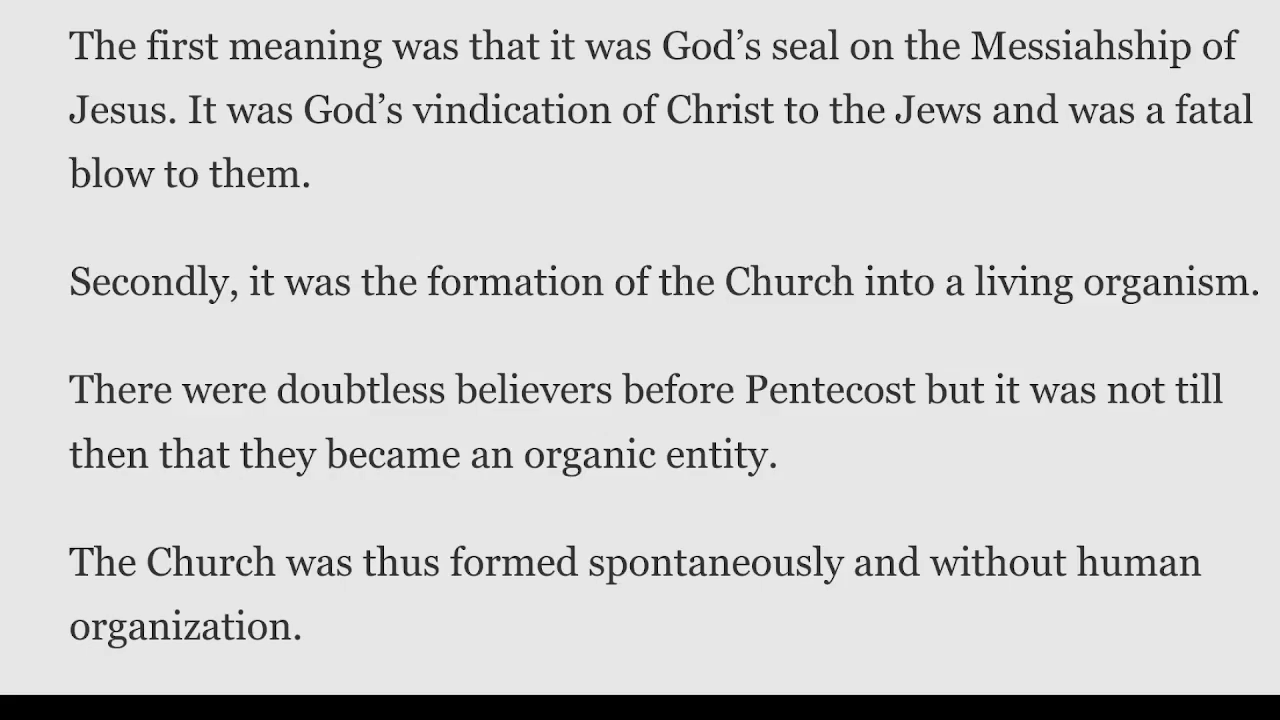 The first meaning was that it was God’s seal on the Messiahship of
Jesus. It was God’s vindication of Christ to the Jews and was a fatal
blow to them.
Secondly, it was the formation of the Church into a living organism.
There were doubtless believers before Pentecost but it was not till
then that they became an organic entity.
The Church was thus formed spontaneously and without human
organization.